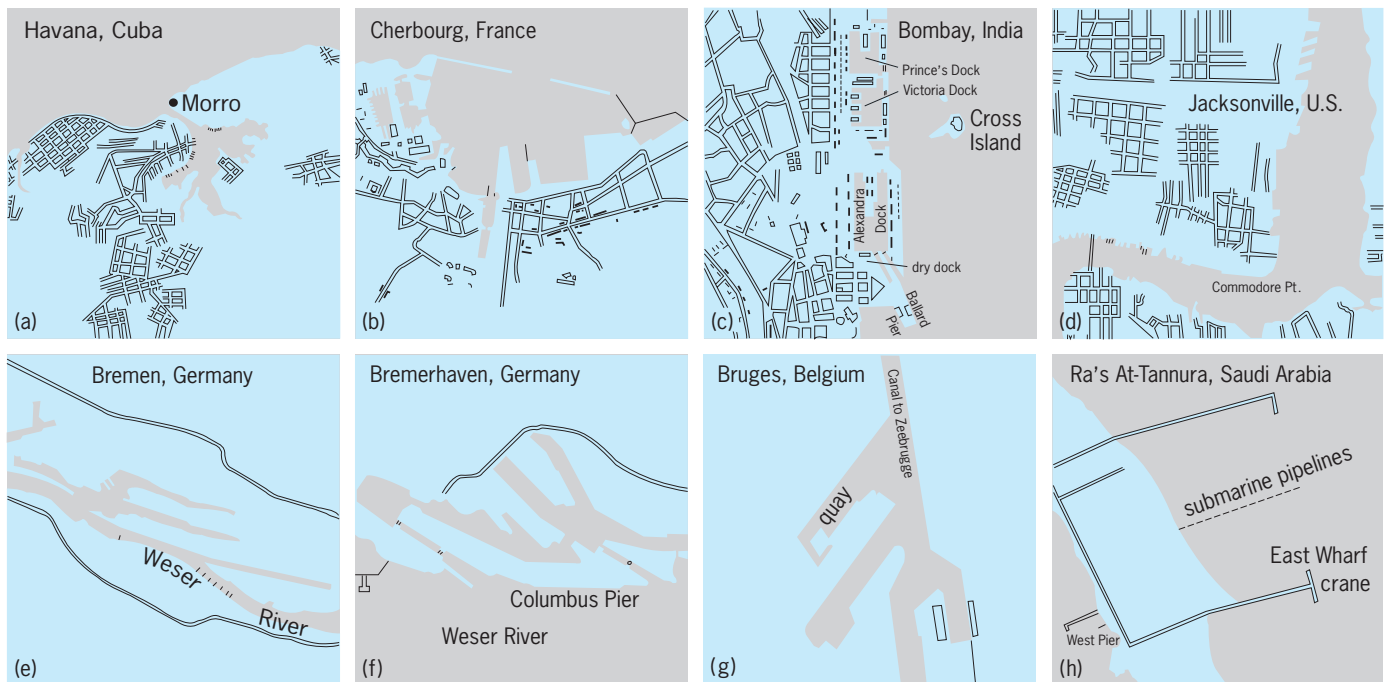 Havana, Cuba
Morro
(a)
Cherbourg, France
(b)
Bombay, India
Prince's Dock
Victoria Dock
Cross
Island
Alexandra
Dock
dry dock
Ballard
Pier
(c)
Jacksonville, U.S.
Commodore Pt.
(d)
Bremen, Germany
Weser
River
(e)
Bremerhaven, Germany
Columbus Pier
Weser River
(f)
Bruges, Belgium
Canal to Zeebrugge
quay
(g)
Ra's At-Tannura, Saudi Arabia
submarine pipelines
East Wharf
crane
West Pier
(h)